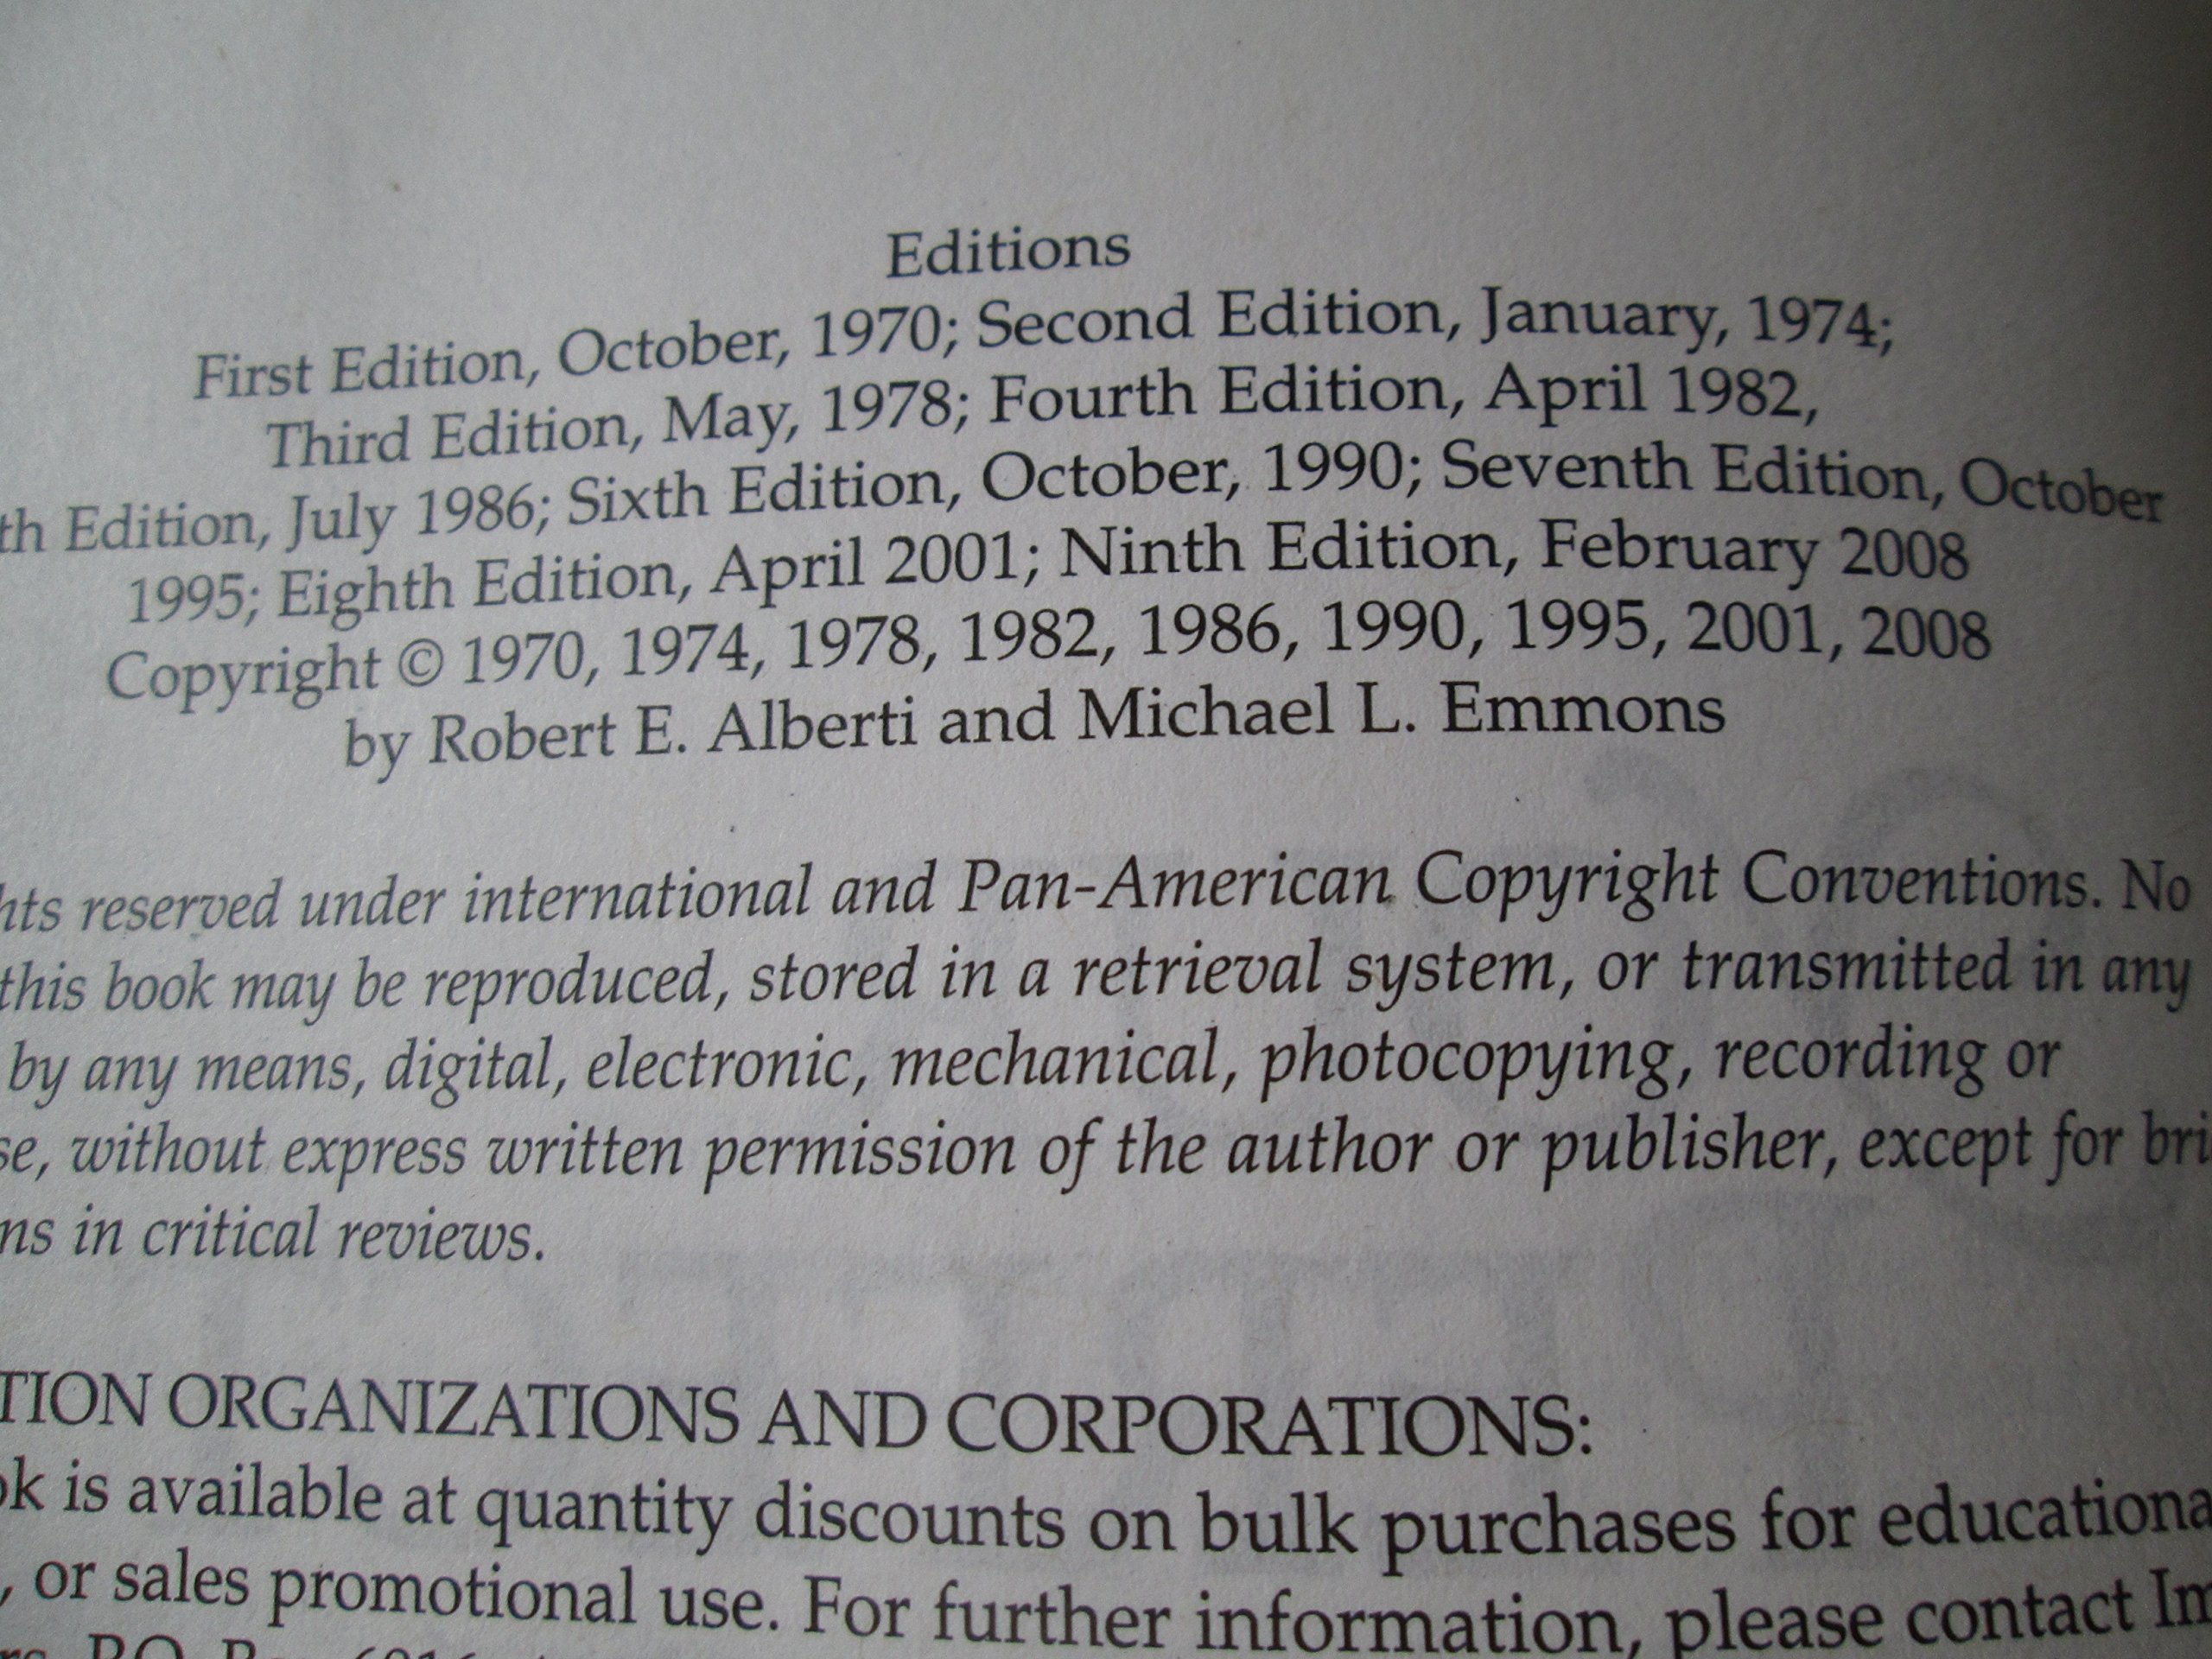 Editions
First Edition, October, 1970; Second Edition, January, 1974;
Third Edition, May, 1978; Fourth Edition, April 1982,
th Edition, July 1986; Sixth Edition, October, 1990; Seventh Edition, October
1995; Eighth Edition, April 2001; Ninth Edition, February 2008
Copyright © 1970, 1974, 1978, 1982, 1986, 1990, 1995, 2001, 2008
by Robert E. Alberti and Michael L. Emmons
hts reserved under international and Pan-American Copyright Conventions. No
this book may be reproduced, stored in a retrieval system, or transmitted in any
by any means, digital, electronic, mechanical, photocopying, recording or
se, without express written permission of the author or publisher, except for bri
ns in critical reviews.
TION ORGANIZATIONS AND CORPORATIONS:
ok is available at quantity discounts on bulk purchases for educationa
, or sales promotional use. For further information, please contact Im
rs, P.O.